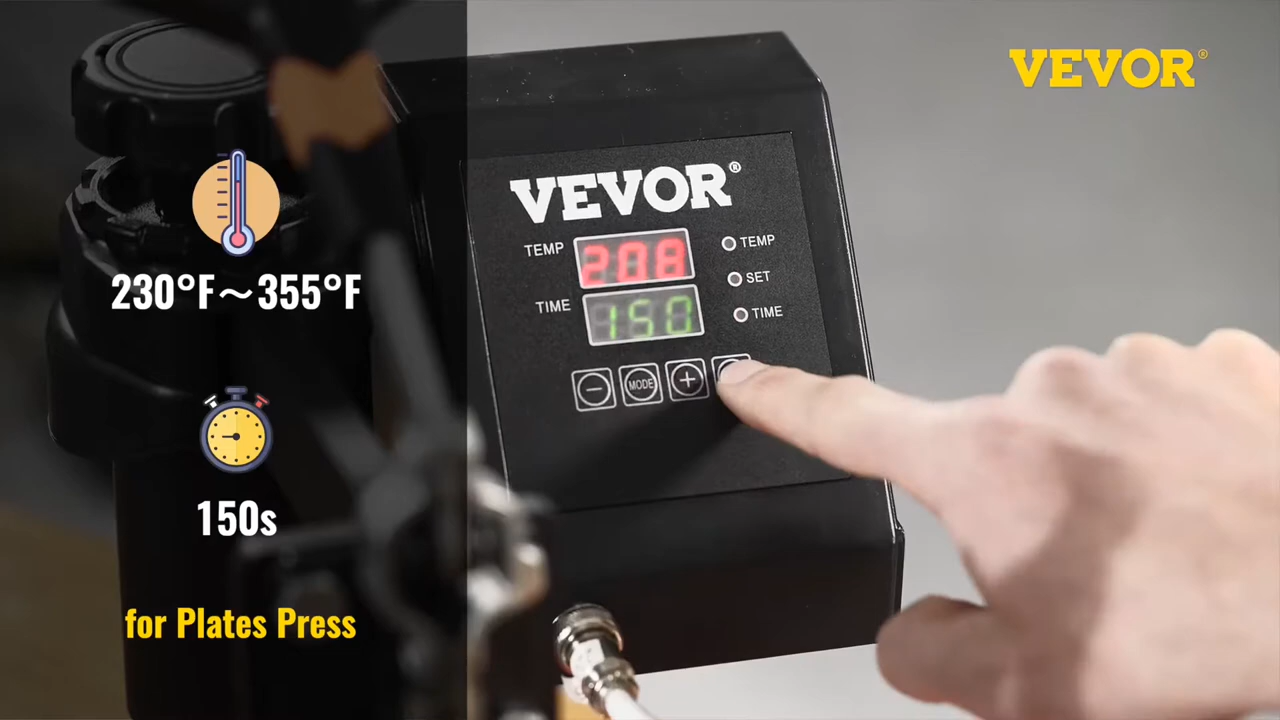 VEVOR®
230°F～355°F
150s
for Plates Press
VEVOR®
TEMP 208
TIME 150
TEMP
SET
TIME
− MODE +